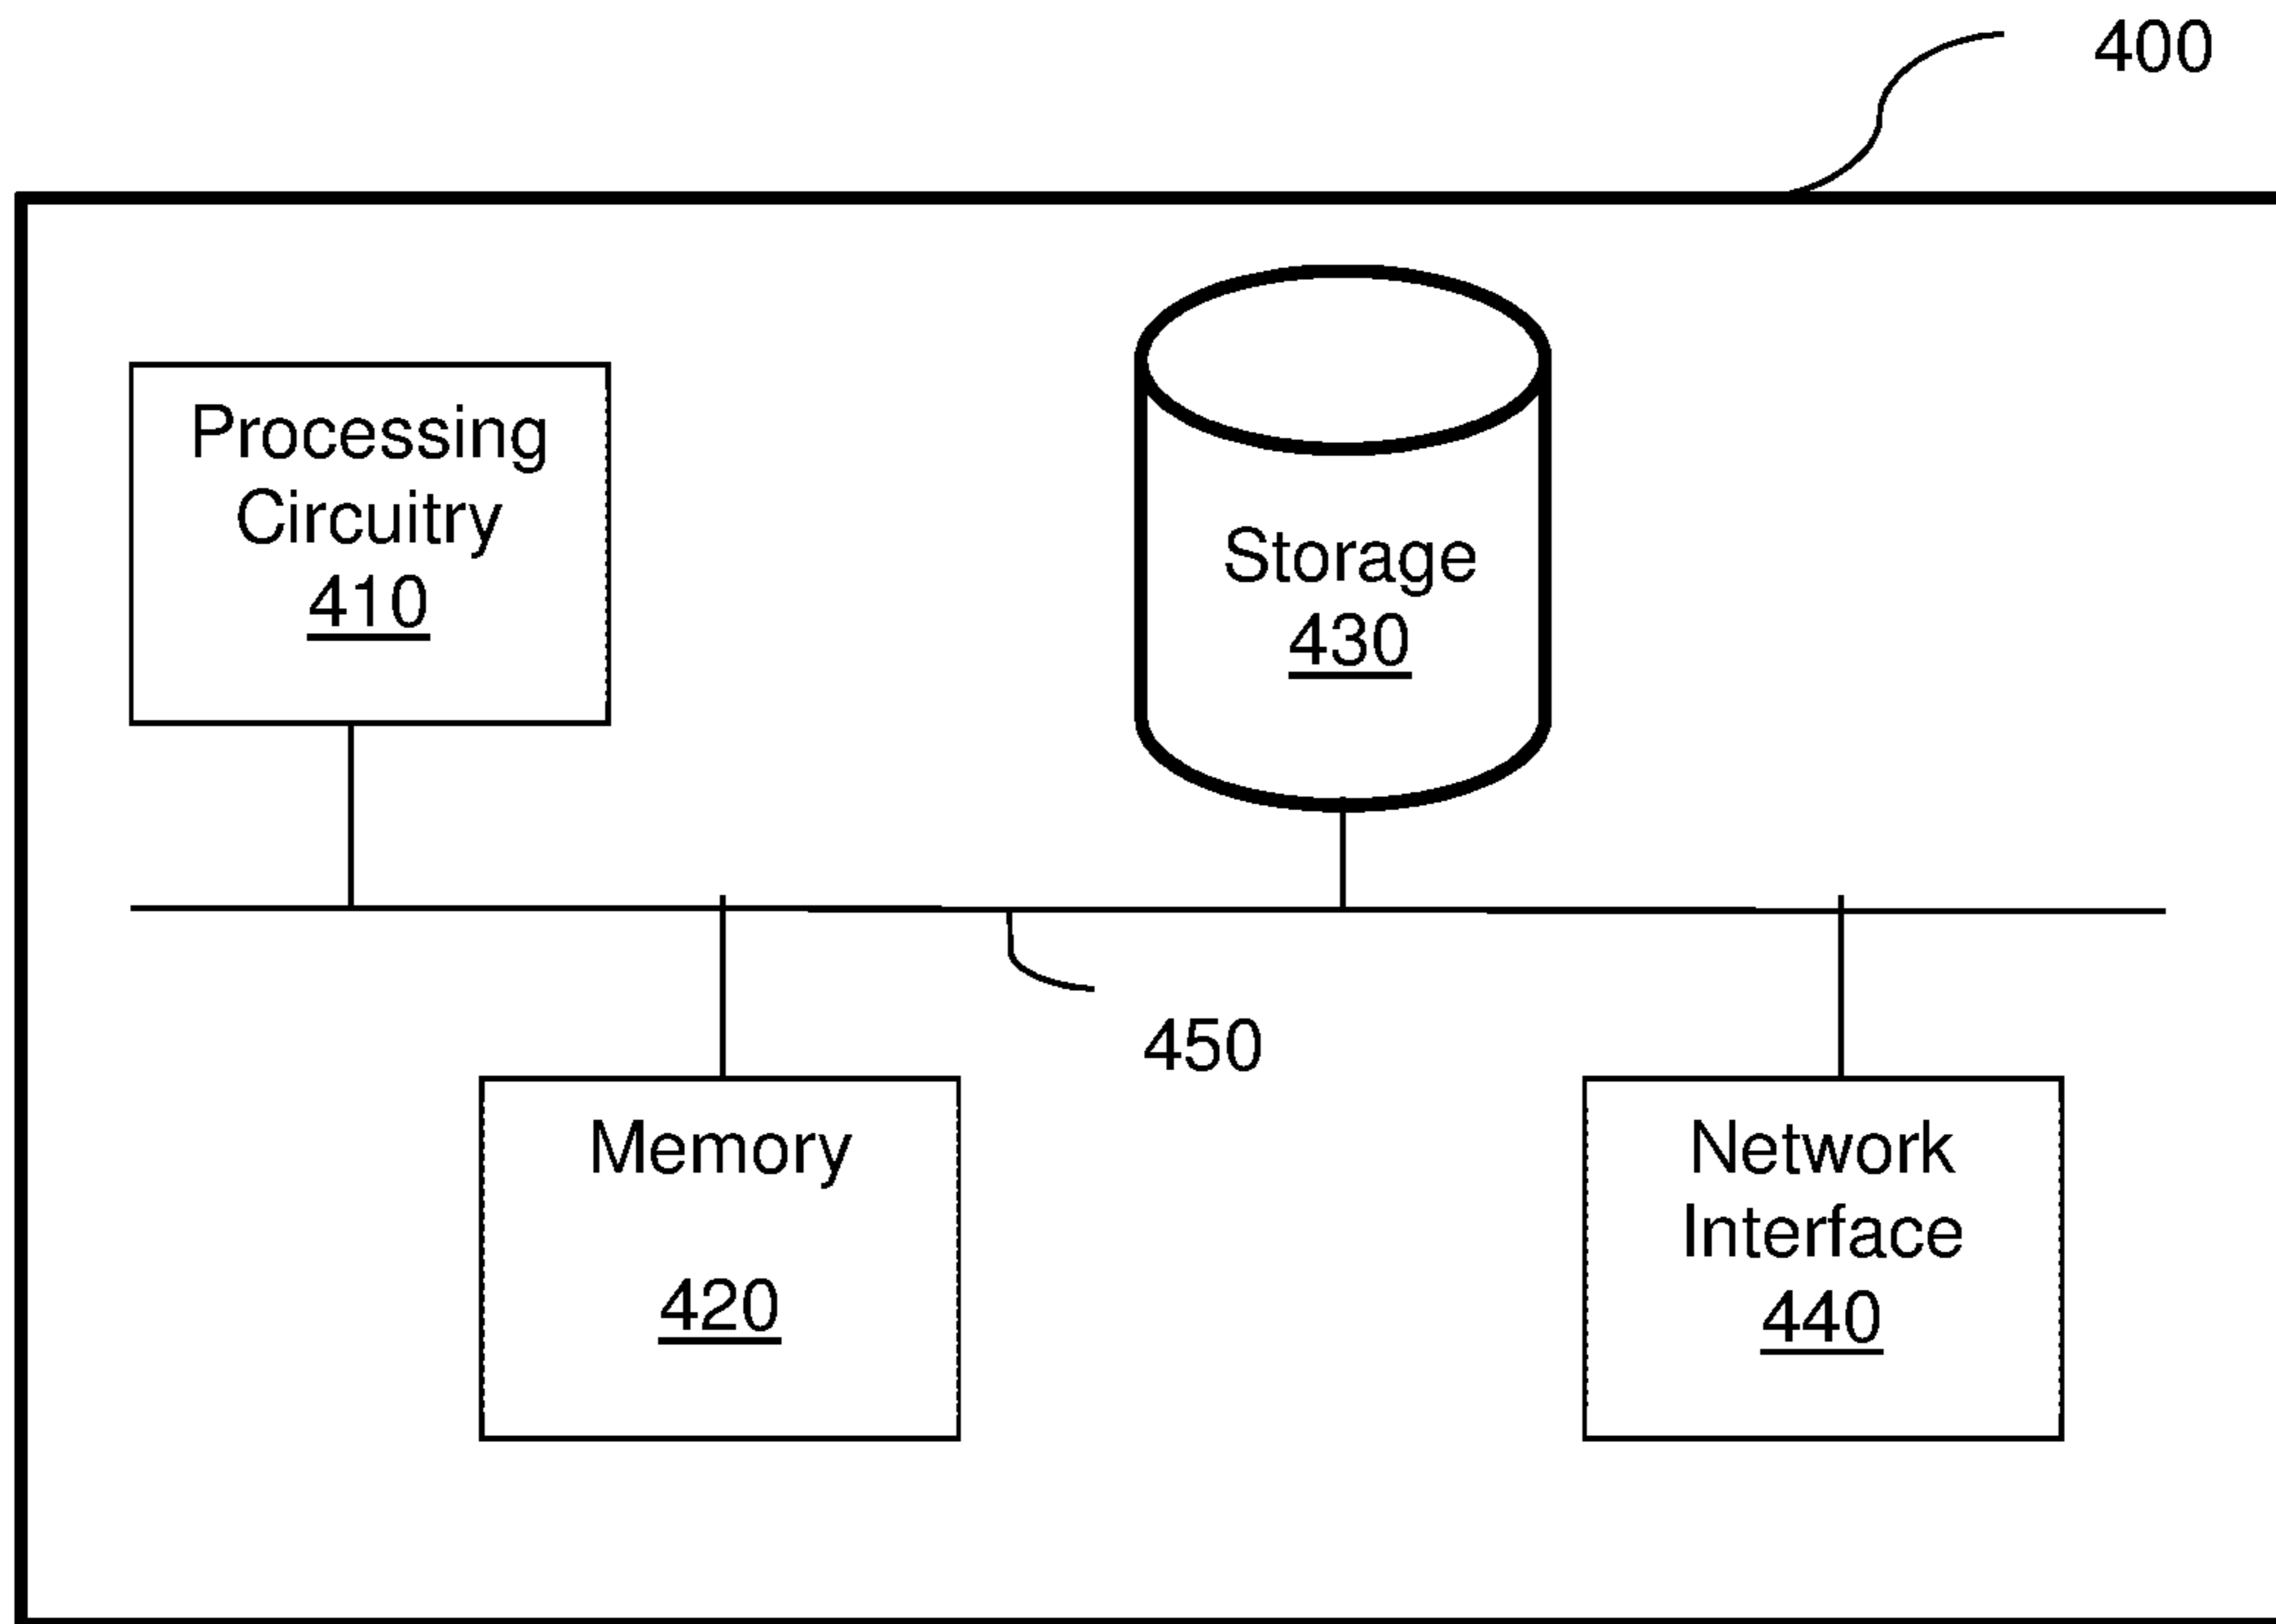 400
Processing
Circuitry
410
Storage
430
450
Memory
420
Network
Interface
440